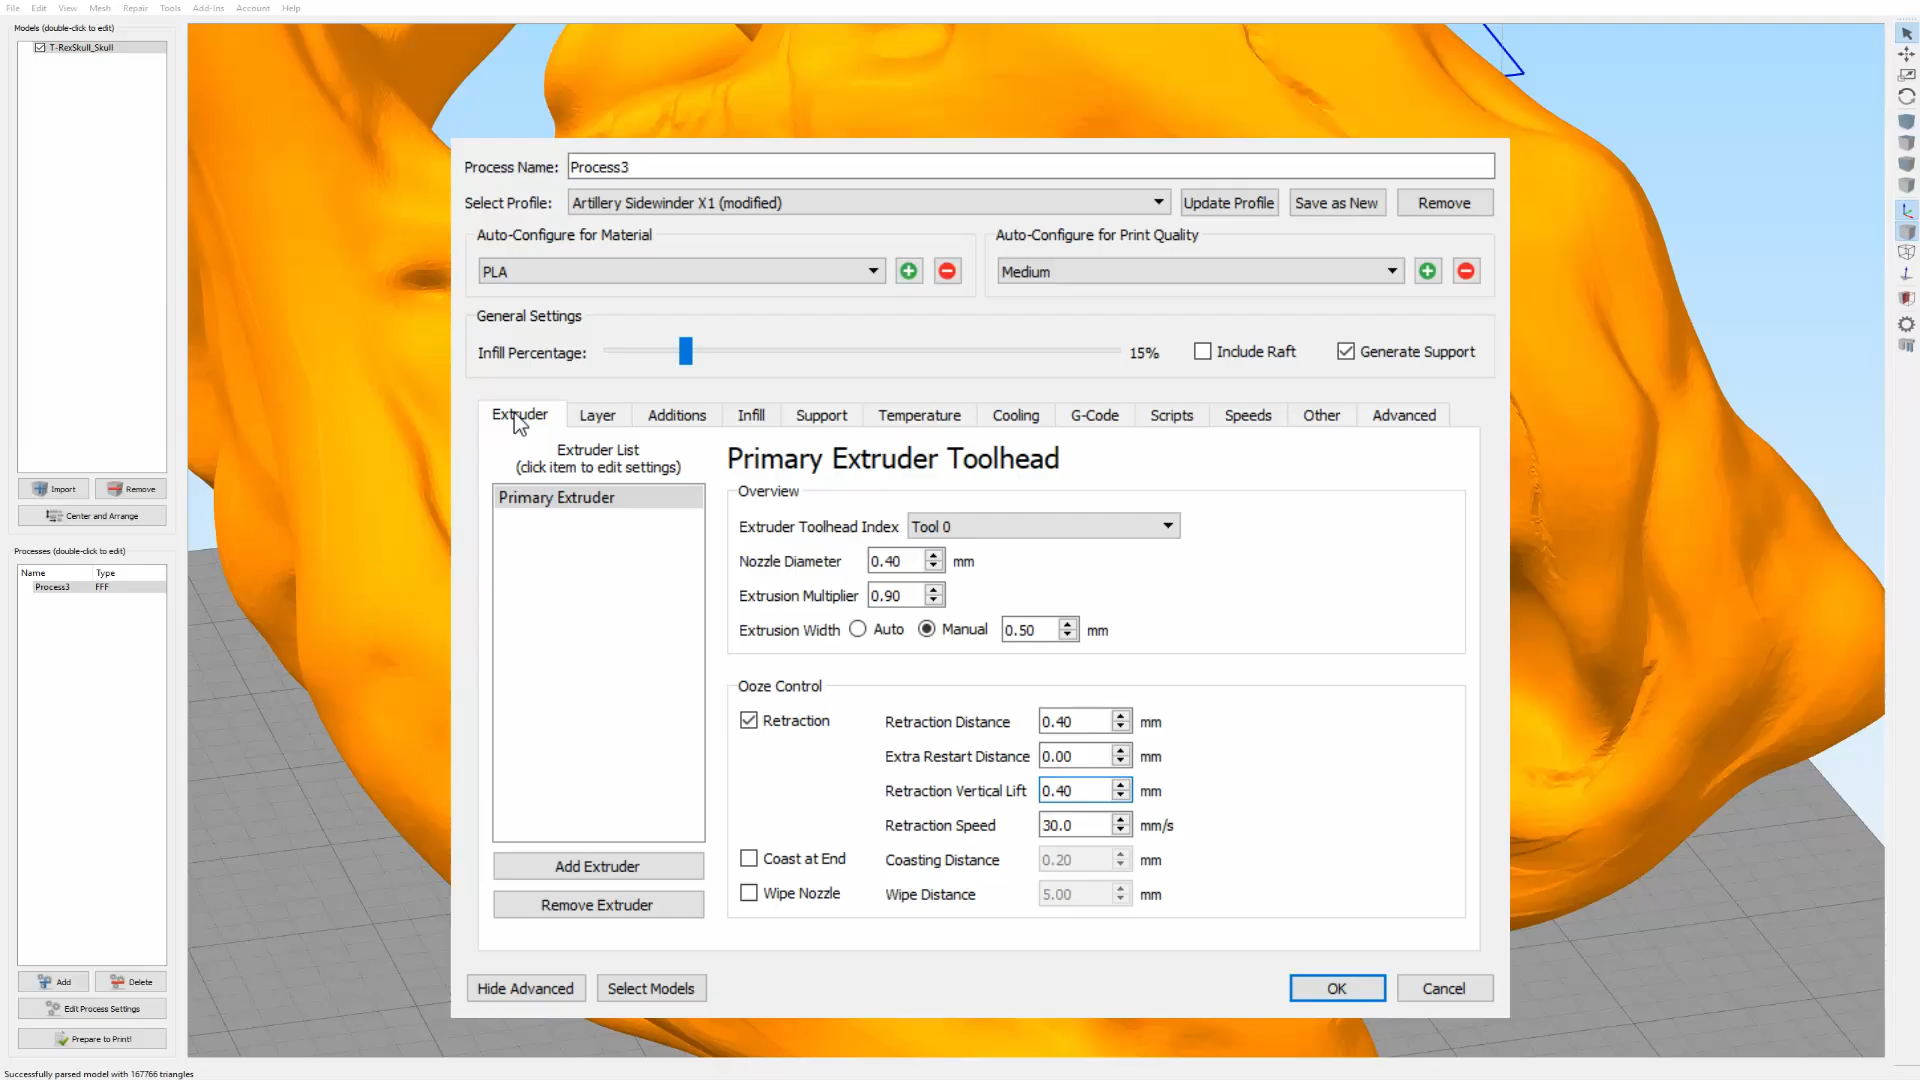 File Edit View Mesh Repair Tools Add-Ins Account Help
Models (double-click to edit)
T-RexSkull_Skull
Import Remove
Center and Arrange
Processes (double-click to edit)
Name Type
Process3 FFF
Add Delete
Edit Process Settings
Prepare to Print!
Successfully parsed model with 167766 triangles
Process Name: Process3
Select Profile: Artillery Sidewinder X1 (modified) Update Profile Save as New Remove
Auto-Configure for Material
PLA
Auto-Configure for Print Quality
Medium
General Settings
Infill Percentage: 15% Include Raft Generate Support
Extruder Layer Additions Infill Support Temperature Cooling G-Code Scripts Speeds Other Advanced
Extruder List
(click item to edit settings)
Primary Extruder
Add Extruder
Remove Extruder
Primary Extruder Toolhead
Overview
Extruder Toolhead Index Tool 0
Nozzle Diameter 0.40 mm
Extrusion Multiplier 0.90
Extrusion Width Auto Manual 0.50 mm
Ooze Control
Retraction Retraction Distance 0.40 mm
Extra Restart Distance 0.00 mm
Retraction Vertical Lift 0.40 mm
Retraction Speed 30.0 mm/s
Coast at End Coasting Distance 0.20 mm
Wipe Nozzle Wipe Distance 5.00 mm
Hide Advanced Select Models OK Cancel